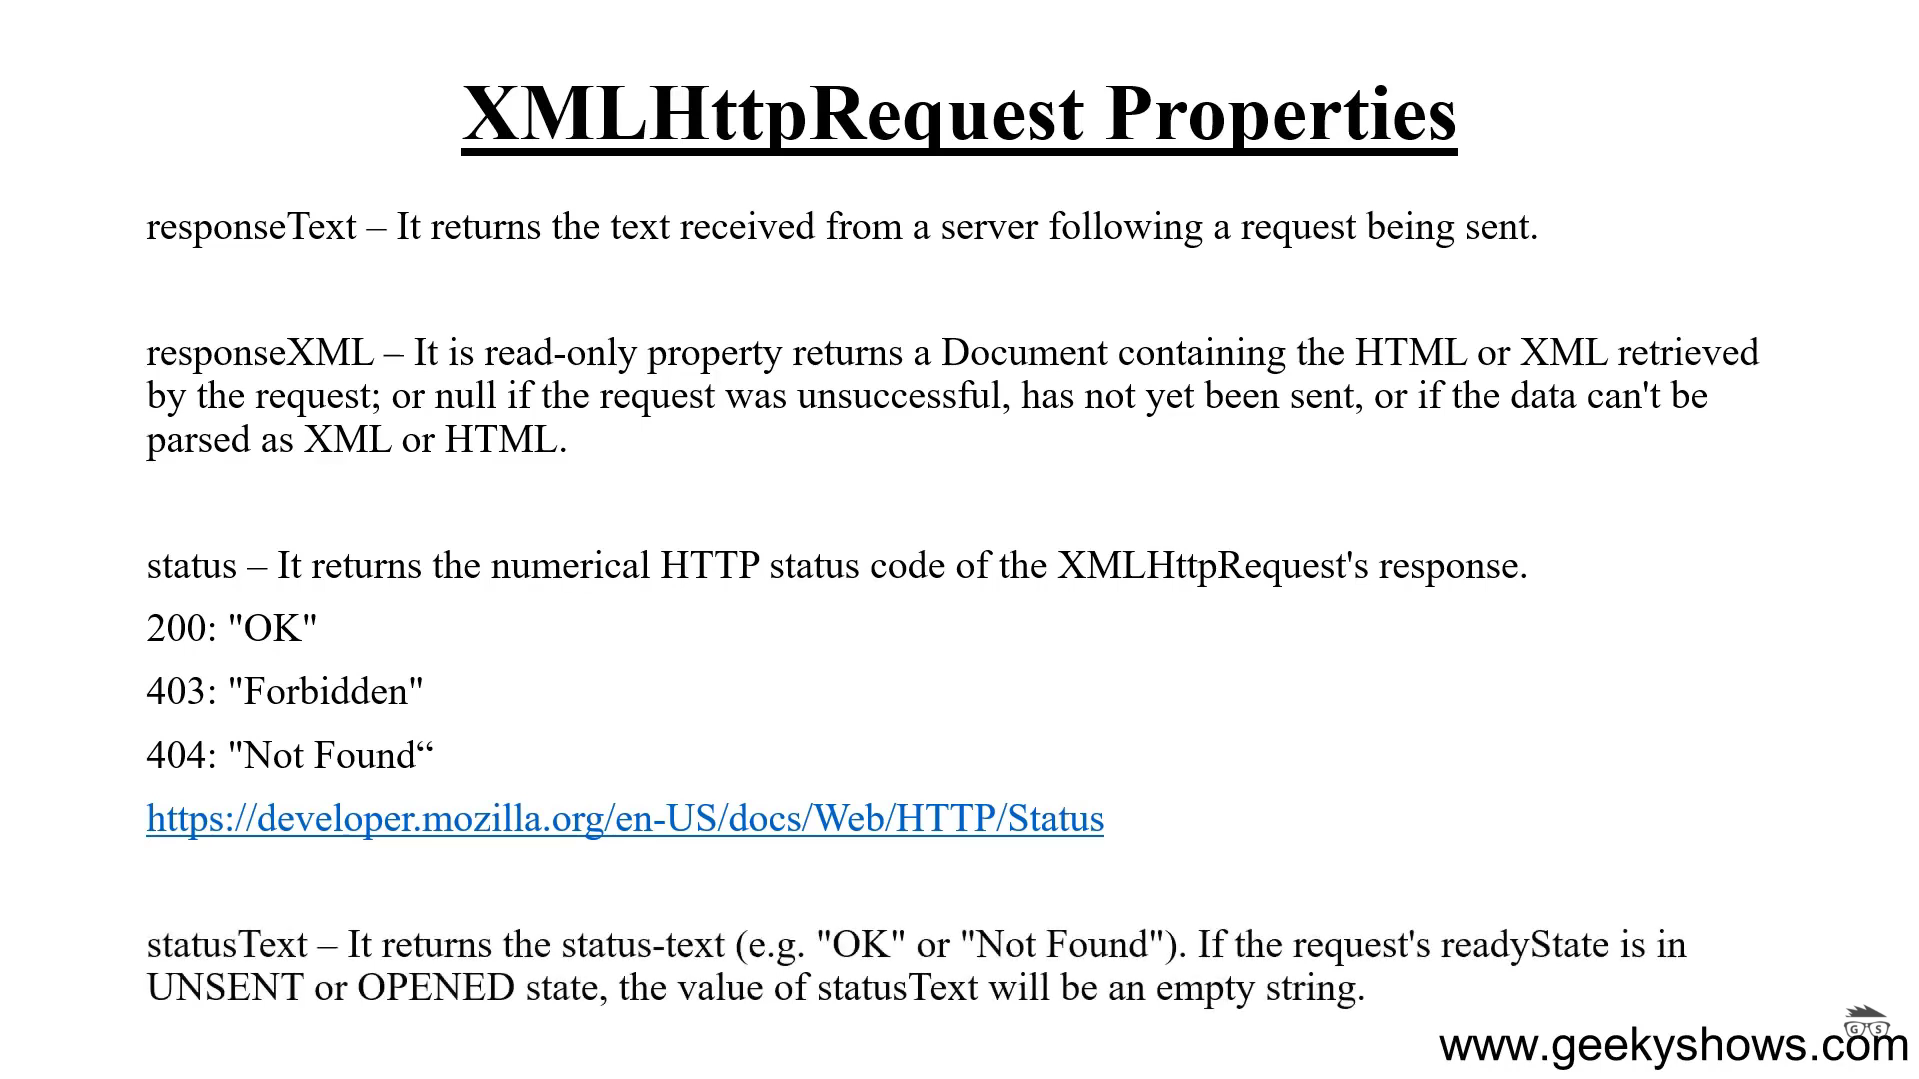 XMLHttpRequest Properties
responseText – It returns the text received from a server following a request being sent.
responseXML – It is read-only property returns a Document containing the HTML or XML retrieved
by the request; or null if the request was unsuccessful, has not yet been sent, or if the data can't be
parsed as XML or HTML.
status – It returns the numerical HTTP status code of the XMLHttpRequest's response.
200: "OK"
403: "Forbidden"
404: "Not Found“
https://developer.mozilla.org/en-US/docs/Web/HTTP/Status
statusText – It returns the status-text (e.g. "OK" or "Not Found"). If the request's readyState is in
UNSENT or OPENED state, the value of statusText will be an empty string.
G S
www.geekyshows.com